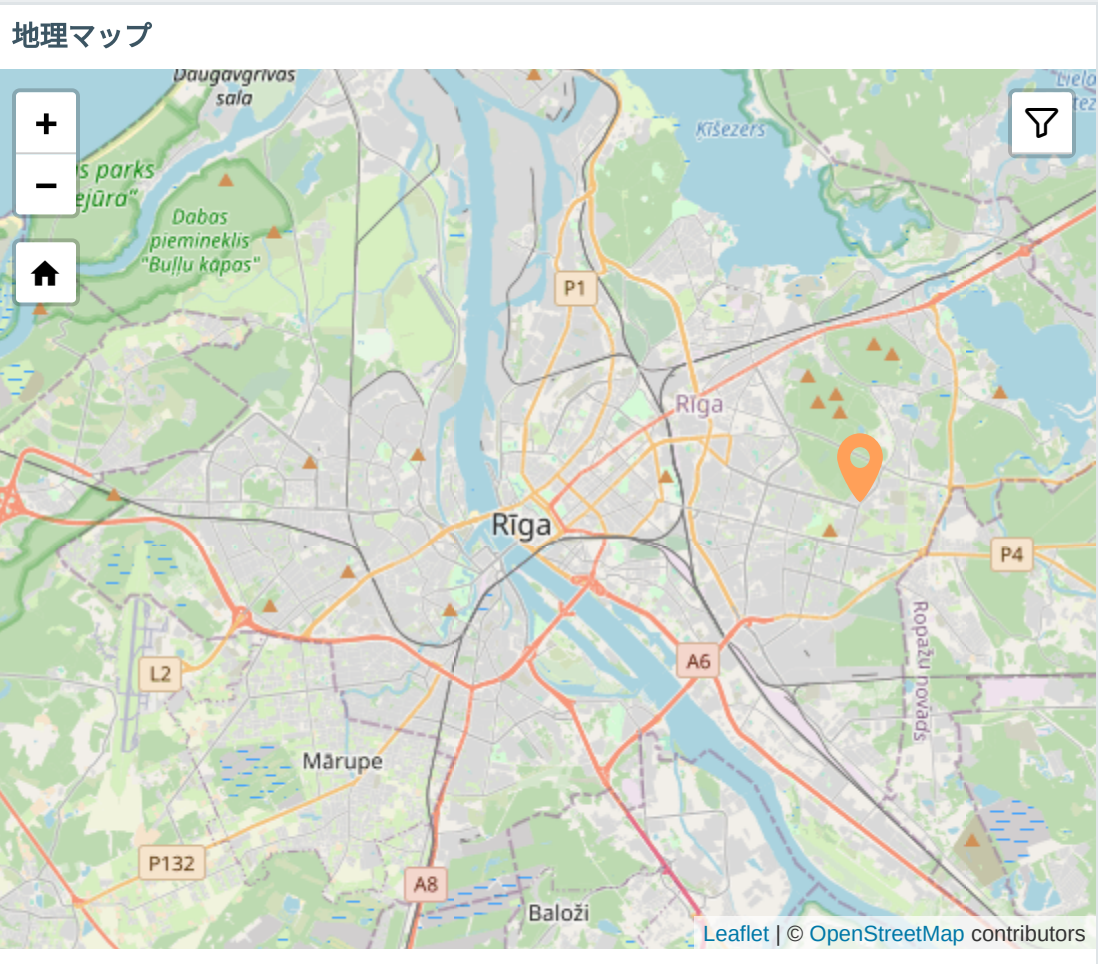 地理マップ
Daugavgrīvas
sala
Liela
Ķīšezers
+
−
s parks
ejūra"
Dabas
piemineklis
"Buļļu kāpas"
P1
Rīga
Rīga
P4
Ropažu novads
A6
L2
Mārupe
P132
A8
Baloži
Leaflet | © OpenStreetMap contributors